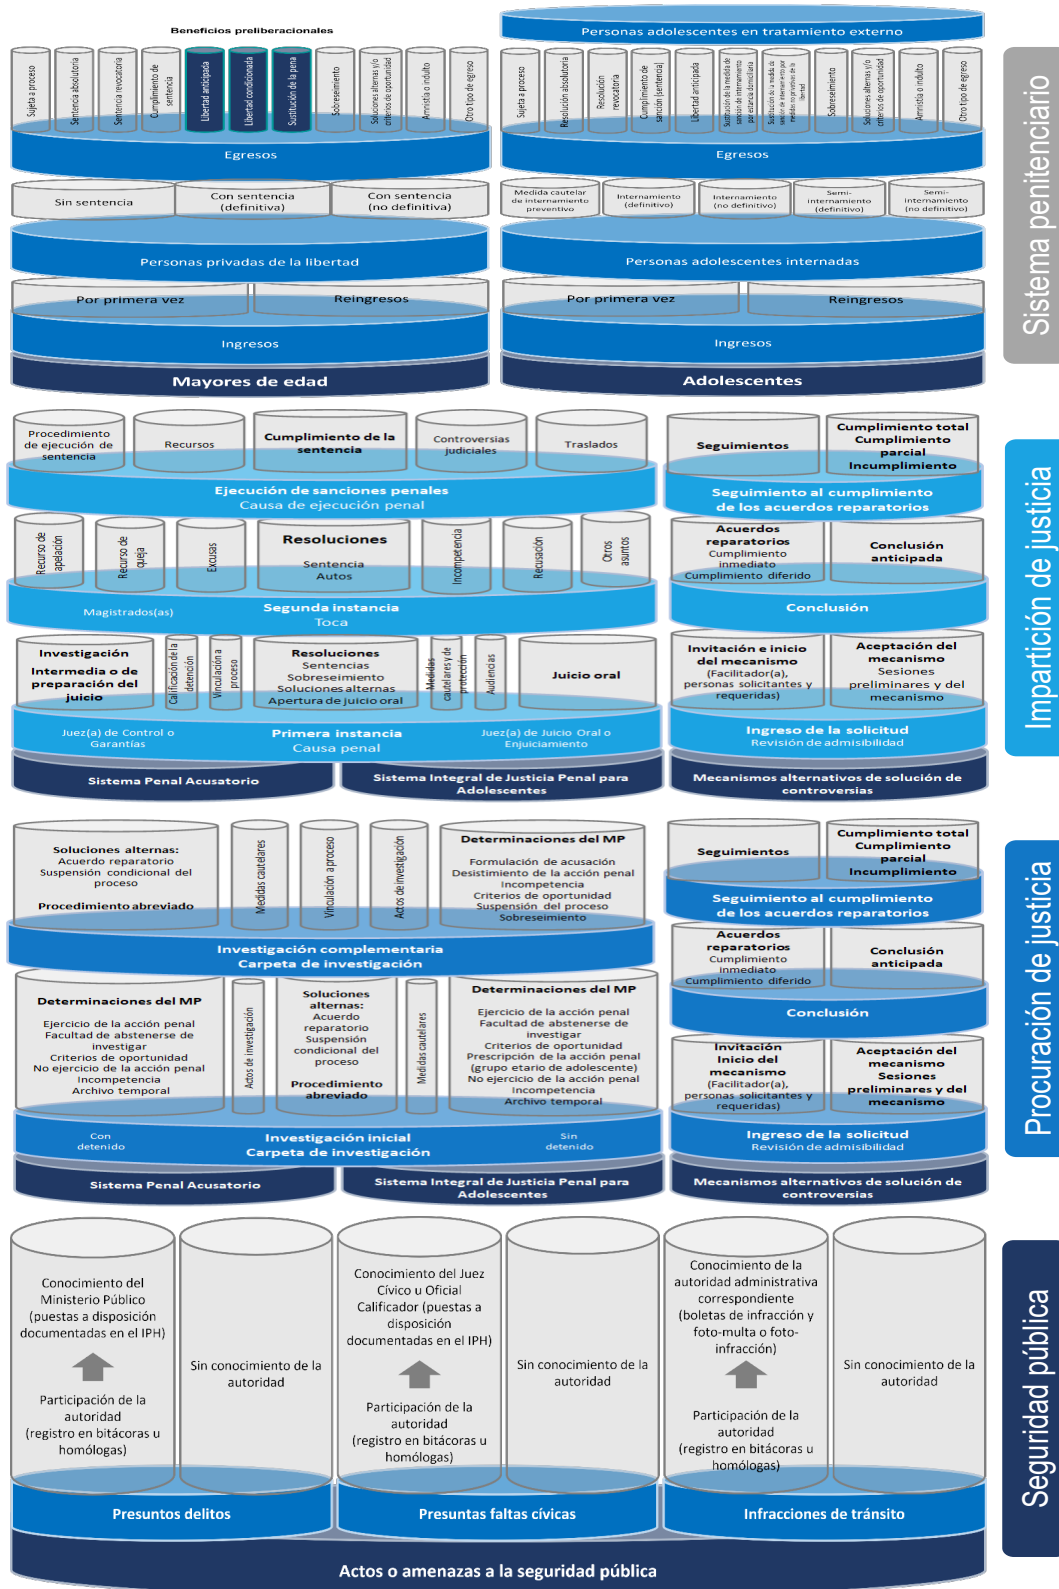 Beneficios preliberacionales
Sujeta a proceso
Sentencia absolutoria
Sentencia revocatoria
Cumplimiento de
sentencia
Libertad anticipada
Libertad condicionada
Sustitución de la pena
Sobreseimiento
Soluciones alternas y/o
criterios de oportunidad
Amnistía o indulto
Otro tipo de egreso
Egresos
Sin sentencia
Con sentencia
(definitiva)
Con sentencia
(no definitiva)
Personas privadas de la libertad
Por primera vez
Reingresos
Ingresos
Mayores de edad
Personas adolescentes en tratamiento externo
Sujeta a proceso
Resolución absolutoria
Resolución
revocatoria
Cumplimiento de
sanción (sentencia)
Libertad anticipada
Sustitución de la medida de
sanción de internamiento
por estancia domiciliaria
Sustitución de la medida de
sanción de internamiento por
medidas no privativas de la
libertad
Sobreseimiento
Soluciones alternas y/o
criterios de oportunidad
Amnistía o indulto
Otro tipo de egreso
Egresos
Medida cautelar
de internamiento
preventivo
Internamiento
(definitivo)
Internamiento
(no definitivo)
Semi-
internamiento
(definitivo)
Semi-
internamiento
(no definitivo)
Personas adolescentes internadas
Por primera vez
Reingresos
Ingresos
Adolescentes
Sistema penitenciario
Procedimiento
de ejecución de
sentencia
Recursos
Cumplimiento de la
sentencia
Controversias
judiciales
Traslados
Ejecución de sanciones penales
Causa de ejecución penal
Recurso de
apelación
Recurso de
queja
Excusas
Resoluciones
Sentencia
Autos
Incompetencia
Recusación
Otros
asuntos
Magistrados(as)
Segunda instancia
Toca
Investigación
Intermedia o de
preparación del
juicio
Calificación de la
detención
Vinculación a
proceso
Resoluciones
Sentencias
Sobreseimiento
Soluciones alternas
Apertura de juicio oral
Medidas
cautelares y de
protección
Audiencias
Juicio oral
Juez(a) de Control o
Garantías
Primera instancia
Causa penal
Juez(a) de Juicio Oral o
Enjuiciamiento
Sistema Penal Acusatorio
Sistema Integral de Justicia Penal para
Adolescentes
Seguimientos
Cumplimiento total
Cumplimiento
parcial
Incumplimiento
Seguimiento al cumplimiento
de los acuerdos reparatorios
Acuerdos
reparatorios
Cumplimiento
inmediato
Cumplimiento diferido
Conclusión
anticipada
Conclusión
Invitación e inicio
del mecanismo
(Facilitador(a),
personas solicitantes y
requeridas)
Aceptación del
mecanismo
Sesiones
preliminares y del
mecanismo
Ingreso de la solicitud
Revisión de admisibilidad
Mecanismos alternativos de solución de
controversias
Impartición de justicia
Soluciones alternas:
Acuerdo reparatorio
Suspensión condicional del
proceso
Procedimiento abreviado
Medidas cautelares
Vinculación a proceso
Actos de investigación
Determinaciones del MP
Formulación de acusación
Desistimiento de la acción penal
Incompetencia
Criterios de oportunidad
Suspensión del proceso
Sobreseimiento
Investigación complementaria
Carpeta de investigación
Determinaciones del MP
Ejercicio de la acción penal
Facultad de abstenerse de
investigar
Criterios de oportunidad
No ejercicio de la acción penal
Incompetencia
Archivo temporal
Actos de investigación
Soluciones
alternas:
Acuerdo
reparatorio
Suspensión
condicional del
proceso
Procedimiento
abreviado
Medidas cautelares
Determinaciones del MP
Ejercicio de la acción penal
Facultad de abstenerse de
investigar
Criterios de oportunidad
Prescripción de la acción penal
(grupo etario de adolescente)
No ejercicio de la acción penal
Incompetencia
Archivo temporal
Con
detenido
Investigación inicial
Carpeta de investigación
Sin
detenido
Sistema Penal Acusatorio
Sistema Integral de Justicia Penal para
Adolescentes
Seguimientos
Cumplimiento total
Cumplimiento
parcial
Incumplimiento
Seguimiento al cumplimiento
de los acuerdos reparatorios
Acuerdos
reparatorios
Cumplimiento
inmediato
Cumplimiento diferido
Conclusión
anticipada
Conclusión
Invitación
Inicio del
mecanismo
(Facilitador(a),
personas solicitantes y
requeridas)
Aceptación del
mecanismo
Sesiones
preliminares y del
mecanismo
Ingreso de la solicitud
Revisión de admisibilidad
Mecanismos alternativos de solución de
controversias
Procuración de justicia
Conocimiento del
Ministerio Público
(puestas a disposición
documentadas en el IPH)
Participación de la
autoridad
(registro en bitácoras u
homólogas)
Sin conocimiento de la
autoridad
Conocimiento del Juez
Cívico u Oficial
Calificador (puestas a
disposición
documentadas en el IPH)
Participación de la
autoridad
(registro en bitácoras u
homólogas)
Sin conocimiento de la
autoridad
Conocimiento de la
autoridad administrativa
correspondiente
(boletas de infracción y
foto-multa o foto-
infracción)
Participación de la
autoridad
(registro en bitácoras u
homólogas)
Sin conocimiento de la
autoridad
Presuntos delitos
Presuntas faltas cívicas
Infracciones de tránsito
Actos o amenazas a la seguridad pública
Seguridad pública